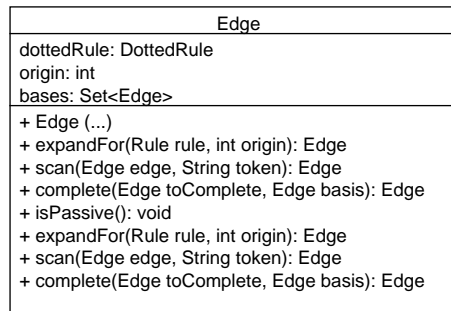 Edge
dottedRule: DottedRule
origin: int
bases: Set<Edge>
+ Edge (...)
+ expandFor(Rule rule, int origin): Edge
+ scan(Edge edge, String token): Edge
+ complete(Edge toComplete, Edge basis): Edge
+ isPassive(): void
+ expandFor(Rule rule, int origin): Edge
+ scan(Edge edge, String token): Edge
+ complete(Edge toComplete, Edge basis): Edge